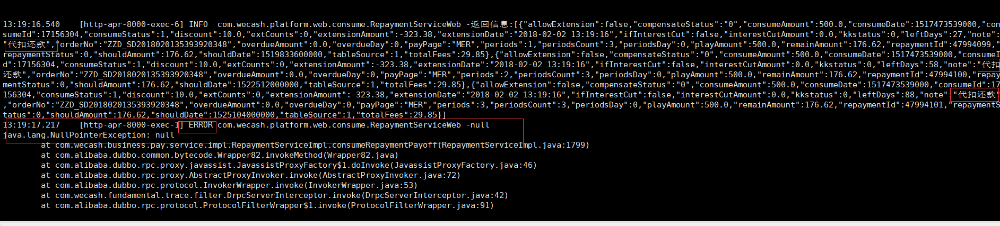 13:19:16.540    [http-apr-8000-exec-6] INFO  com.wecash.platform.web.consume.RepaymentServiceWeb -返回信息:[{"allowExtension":false,"compensateStatus":"0","consumeAmount":500.0,"consumeDate":1517473539000,"con
sumeId":17156304,"consumeStatus":1,"discount":10.0,"extCounts":0,"extensionAmount":-323.38,"extensionDate":"2018-02-02 13:19:16","ifInterestCut":false,"interestCutAmount":0.0,"kkstatus":0,"leftDays":27,"note":
"代扣还款","orderNo":"ZZD_SD2018020135393920348","overdueAmount":0.0,"overdueDay":0,"payPage":"MER","periods":1,"periodsCount":3,"periodsDay":0,"playAmount":500.0,"remainAmount":176.62,"repaymentId":47994099,"
repaymentStatus":0,"shouldAmount":176.62,"shouldDate":1519833600000,"tableSource":1,"totalFees":29.85},{"allowExtension":false,"compensateStatus":"0","consumeAmount":500.0,"consumeDate":1517473539000,"consumeI
d":17156304,"consumeStatus":1,"discount":10.0,"extCounts":0,"extensionAmount":-323.38,"extensionDate":"2018-02-02 13:19:16","ifInterestCut":false,"interestCutAmount":0.0,"kkstatus":0,"leftDays":58,"note":"代扣
还款","orderNo":"ZZD_SD2018020135393920348","overdueAmount":0.0,"overdueDay":0,"payPage":"MER","periods":2,"periodsCount":3,"periodsDay":0,"playAmount":500.0,"remainAmount":176.62,"repaymentId":47994100,"repay
mentStatus":0,"shouldAmount":176.62,"shouldDate":1522512000000,"tableSource":1,"totalFees":29.85},{"allowExtension":false,"compensateStatus":"0","consumeAmount":500.0,"consumeDate":1517473539000,"consumeId":17
156304,"consumeStatus":1,"discount":10.0,"extCounts":0,"extensionAmount":-323.38,"extensionDate":"2018-02-02 13:19:16","ifInterestCut":false,"interestCutAmount":0.0,"kkstatus":0,"leftDays":88,"note":"代扣还款"
,"orderNo":"ZZD_SD2018020135393920348","overdueAmount":0.0,"overdueDay":0,"payPage":"MER","periods":3,"periodsCount":3,"periodsDay":0,"playAmount":500.0,"remainAmount":176.62,"repaymentId":47994101,"repaymentS
tatus":0,"shouldAmount":176.62,"shouldDate":1525104000000,"tableSource":1,"totalFees":29.85}]
13:19:17.217    [http-apr-8000-exec-1] ERROR com.wecash.platform.web.consume.RepaymentServiceWeb -null
java.lang.NullPointerException: null
        at com.wecash.business.pay.service.impl.RepaymentServiceImpl.consumeRepaymentPayoff(RepaymentServiceImpl.java:1799)
        at com.alibaba.dubbo.common.bytecode.Wrapper82.invokeMethod(Wrapper82.java)
        at com.alibaba.dubbo.rpc.proxy.javassist.JavassistProxyFactory$1.doInvoke(JavassistProxyFactory.java:46)
        at com.alibaba.dubbo.rpc.proxy.AbstractProxyInvoker.invoke(AbstractProxyInvoker.java:72)
        at com.alibaba.dubbo.rpc.protocol.InvokerWrapper.invoke(InvokerWrapper.java:53)
        at com.wecash.fundamental.trace.filter.DrpcServerInterceptor.invoke(DrpcServerInterceptor.java:42)
        at com.alibaba.dubbo.rpc.protocol.ProtocolFilterWrapper$1.invoke(ProtocolFilterWrapper.java:91)